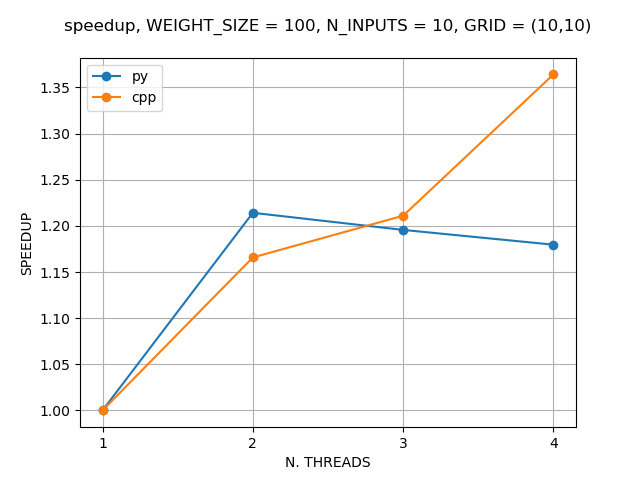 speedup, WEIGHT_SIZE = 100, N_INPUTS = 10, GRID = (10,10)
py
cpp
1.35
1.30
1.25
1.20
1.15
1.10
1.05
1.00
SPEEDUP
1 2 3 4
N. THREADS